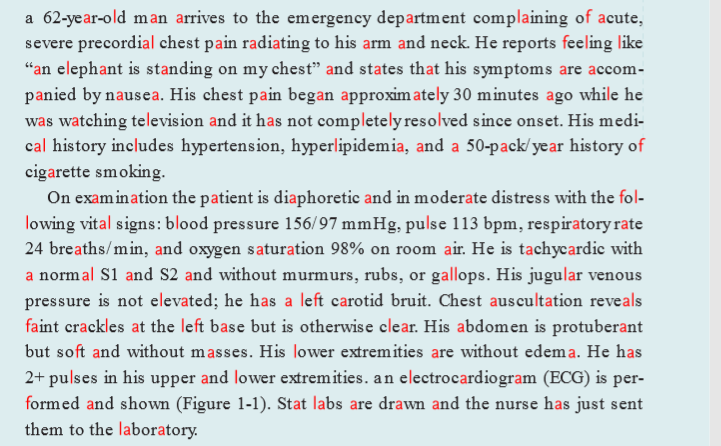 a 62-year-old man arrives to the emergency department complaining of acute,
severe precordial chest pain radiating to his arm and neck. He reports feeling like
“an elephant is standing on my chest” and states that his symptoms are accom-
panied by nausea. His chest pain began approximately 30 minutes ago while he
was watching television and it has not completely resolved since onset. His medi-
cal history includes hypertension, hyperlipidemia, and a 50-pack/year history of
cigarette smoking.
On examination the patient is diaphoretic and in moderate distress with the fol-
lowing vital signs: blood pressure 156/97 mmHg, pulse 113 bpm, respiratory rate
24 breaths/min, and oxygen saturation 98% on room air. He is tachycardic with
a normal S1 and S2 and without murmurs, rubs, or gallops. His jugular venous
pressure is not elevated; he has a left carotid bruit. Chest auscultation reveals
faint crackles at the left base but is otherwise clear. His abdomen is protuberant
but soft and without masses. His lower extremities are without edema. He has
2+ pulses in his upper and lower extremities. an electrocardiogram (ECG) is per-
formed and shown (Figure 1-1). Stat labs are drawn and the nurse has just sent
them to the laboratory.